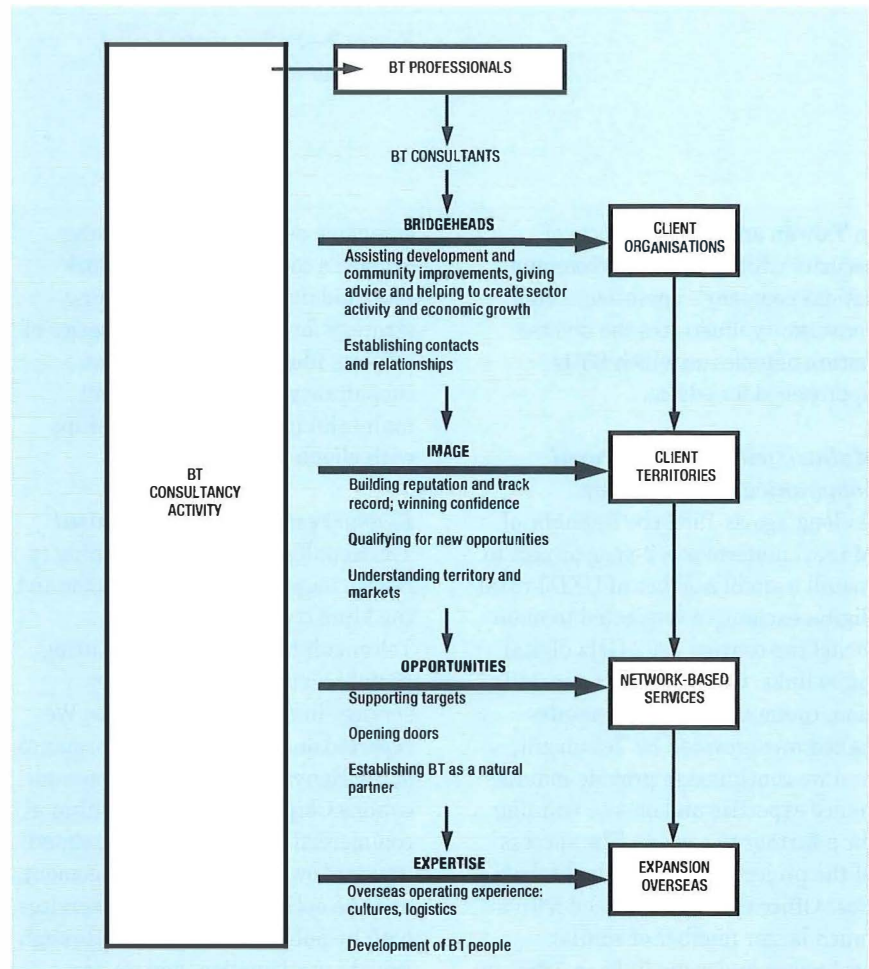 BT PROFESSIONALS
BT CONSULTANTS
BRIDGEHEADS
CLIENT
ORGANISATIONS
Assisting development and
community improvements, giving
advice and helping to create sector
activity and economic growth
Establishing contacts
and relationships
BT
CONSULTANCY
ACTIVITY
IMAGE
CLIENT
TERRITORIES
Building reputation and track
record; winning confidence
Qualifying for new opportunities
Understanding territory and
markets
OPPORTUNITIES
NETWORK-BASED
SERVICES
Supporting targets
Opening doors
Establishing BT as a natural
partner
EXPERTISE
EXPANSION
OVERSEAS
Overseas operating experience:
cultures, logistics
Development of BT people